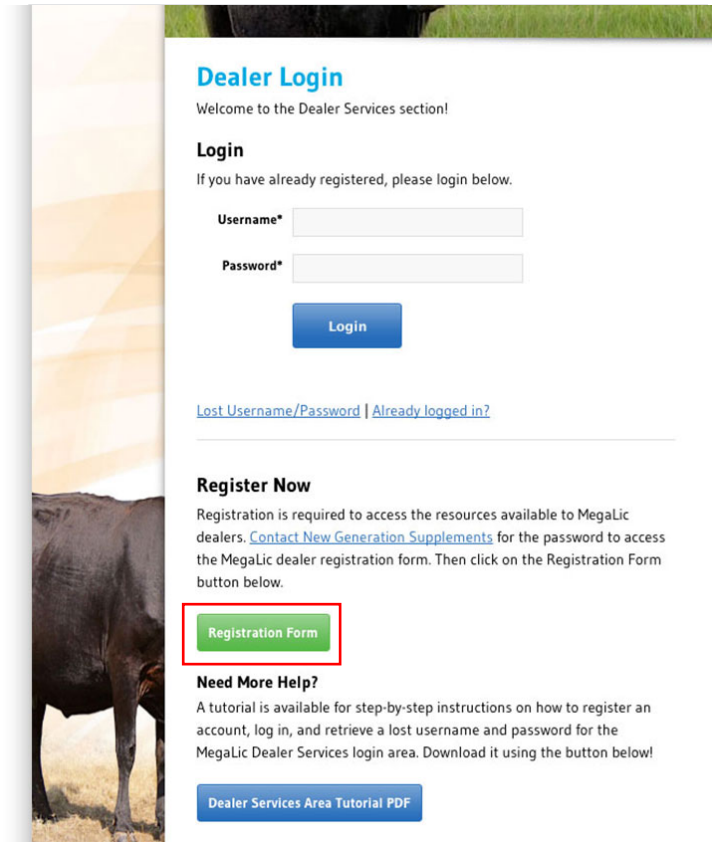 Dealer Login
Welcome to the Dealer Services section!
Login
If you have already registered, please login below.
Username*
Password*
Login
Lost Username/Password | Already logged in?
Register Now
Registration is required to access the resources available to MegaLic
dealers. Contact New Generation Supplements for the password to access
the MegaLic dealer registration form. Then click on the Registration Form
button below.
Registration Form
Need More Help?
A tutorial is available for step-by-step instructions on how to register an
account, log in, and retrieve a lost username and password for the
MegaLic Dealer Services login area. Download it using the button below!
Dealer Services Area Tutorial PDF